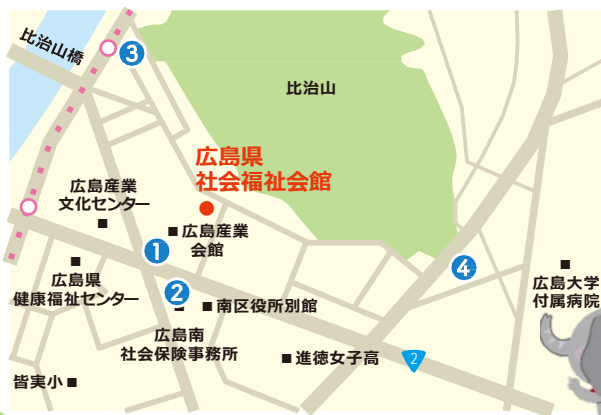 比治山橋
3
比治山
広島県
社会福祉会館
広島産業
文化センター
広島産業
会館
1
4
広島県
健康福祉センター
2
南区役所別館
広島大学
付属病院
広島南
社会保険事務所
進徳女子高
2
皆実小